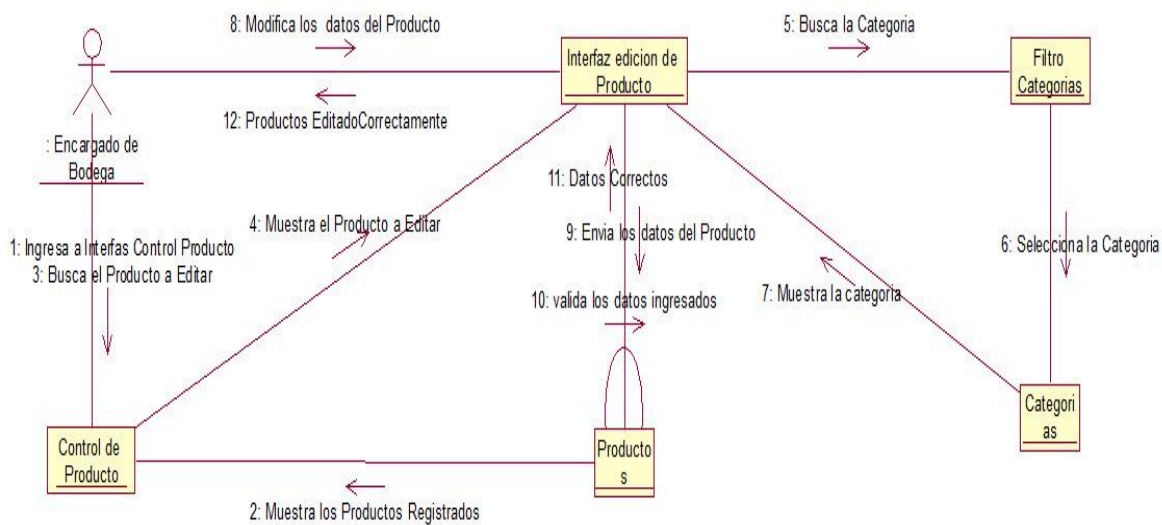 8: Modifica los datos del Producto
5: Busca la Categoria
Interfaz edicion de
Producto
Filtro
Categorias
12: Productos EditadoCorrectamente
: Encargado de
Bodega
11: Datos Correctos
4: Muestra el Producto a Editar
9: Envia los datos del Producto
1: Ingresa a Interfas Control Producto
3: Busca el Producto a Editar
6: Selecciona la Categoria
10: valida los datos ingresados
7: Muestra la categoria
Categori
as
Control de
Producto
Producto
s
2: Muestra los Productos Registrados